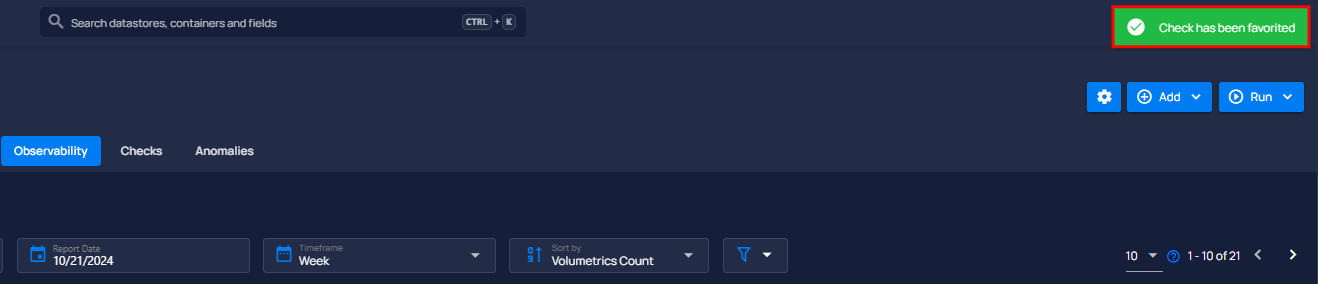 Search datastores, containers and fields CTRL + K
Check has been favorited
Add Run
Observability Checks Anomalies
Report Date
10/21/2024
Timeframe
Week
Sort by
Volumetrics Count
10 1 - 10 of 21